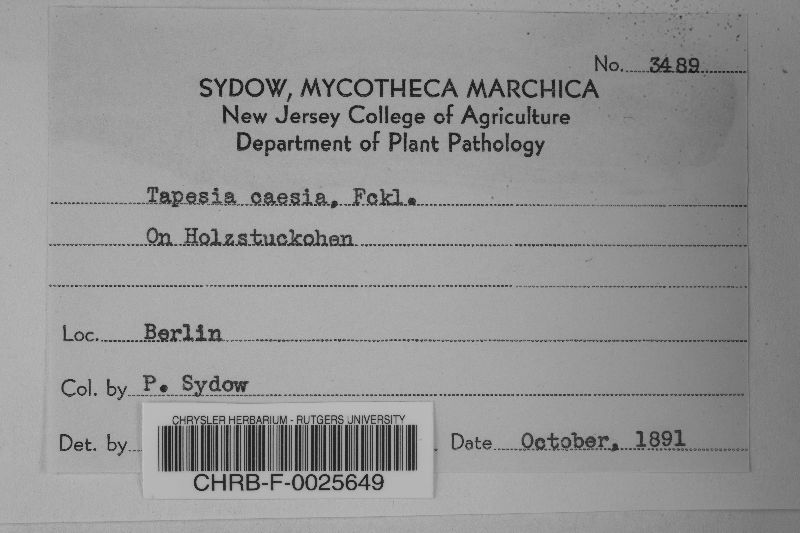 No. 3489
SYDOW, MYCOTHECA MARCHICA
New Jersey College of Agriculture
Department of Plant Pathology
Tapesia caesia, Fckl.
On Holzstuckohen
Loc. Berlin
Col. by P. Sydow
Det. by
Date October, 1891
CHRYSLER HERBARIUM - RUTGERS UNIVERSITY
CHRB-F-0025649